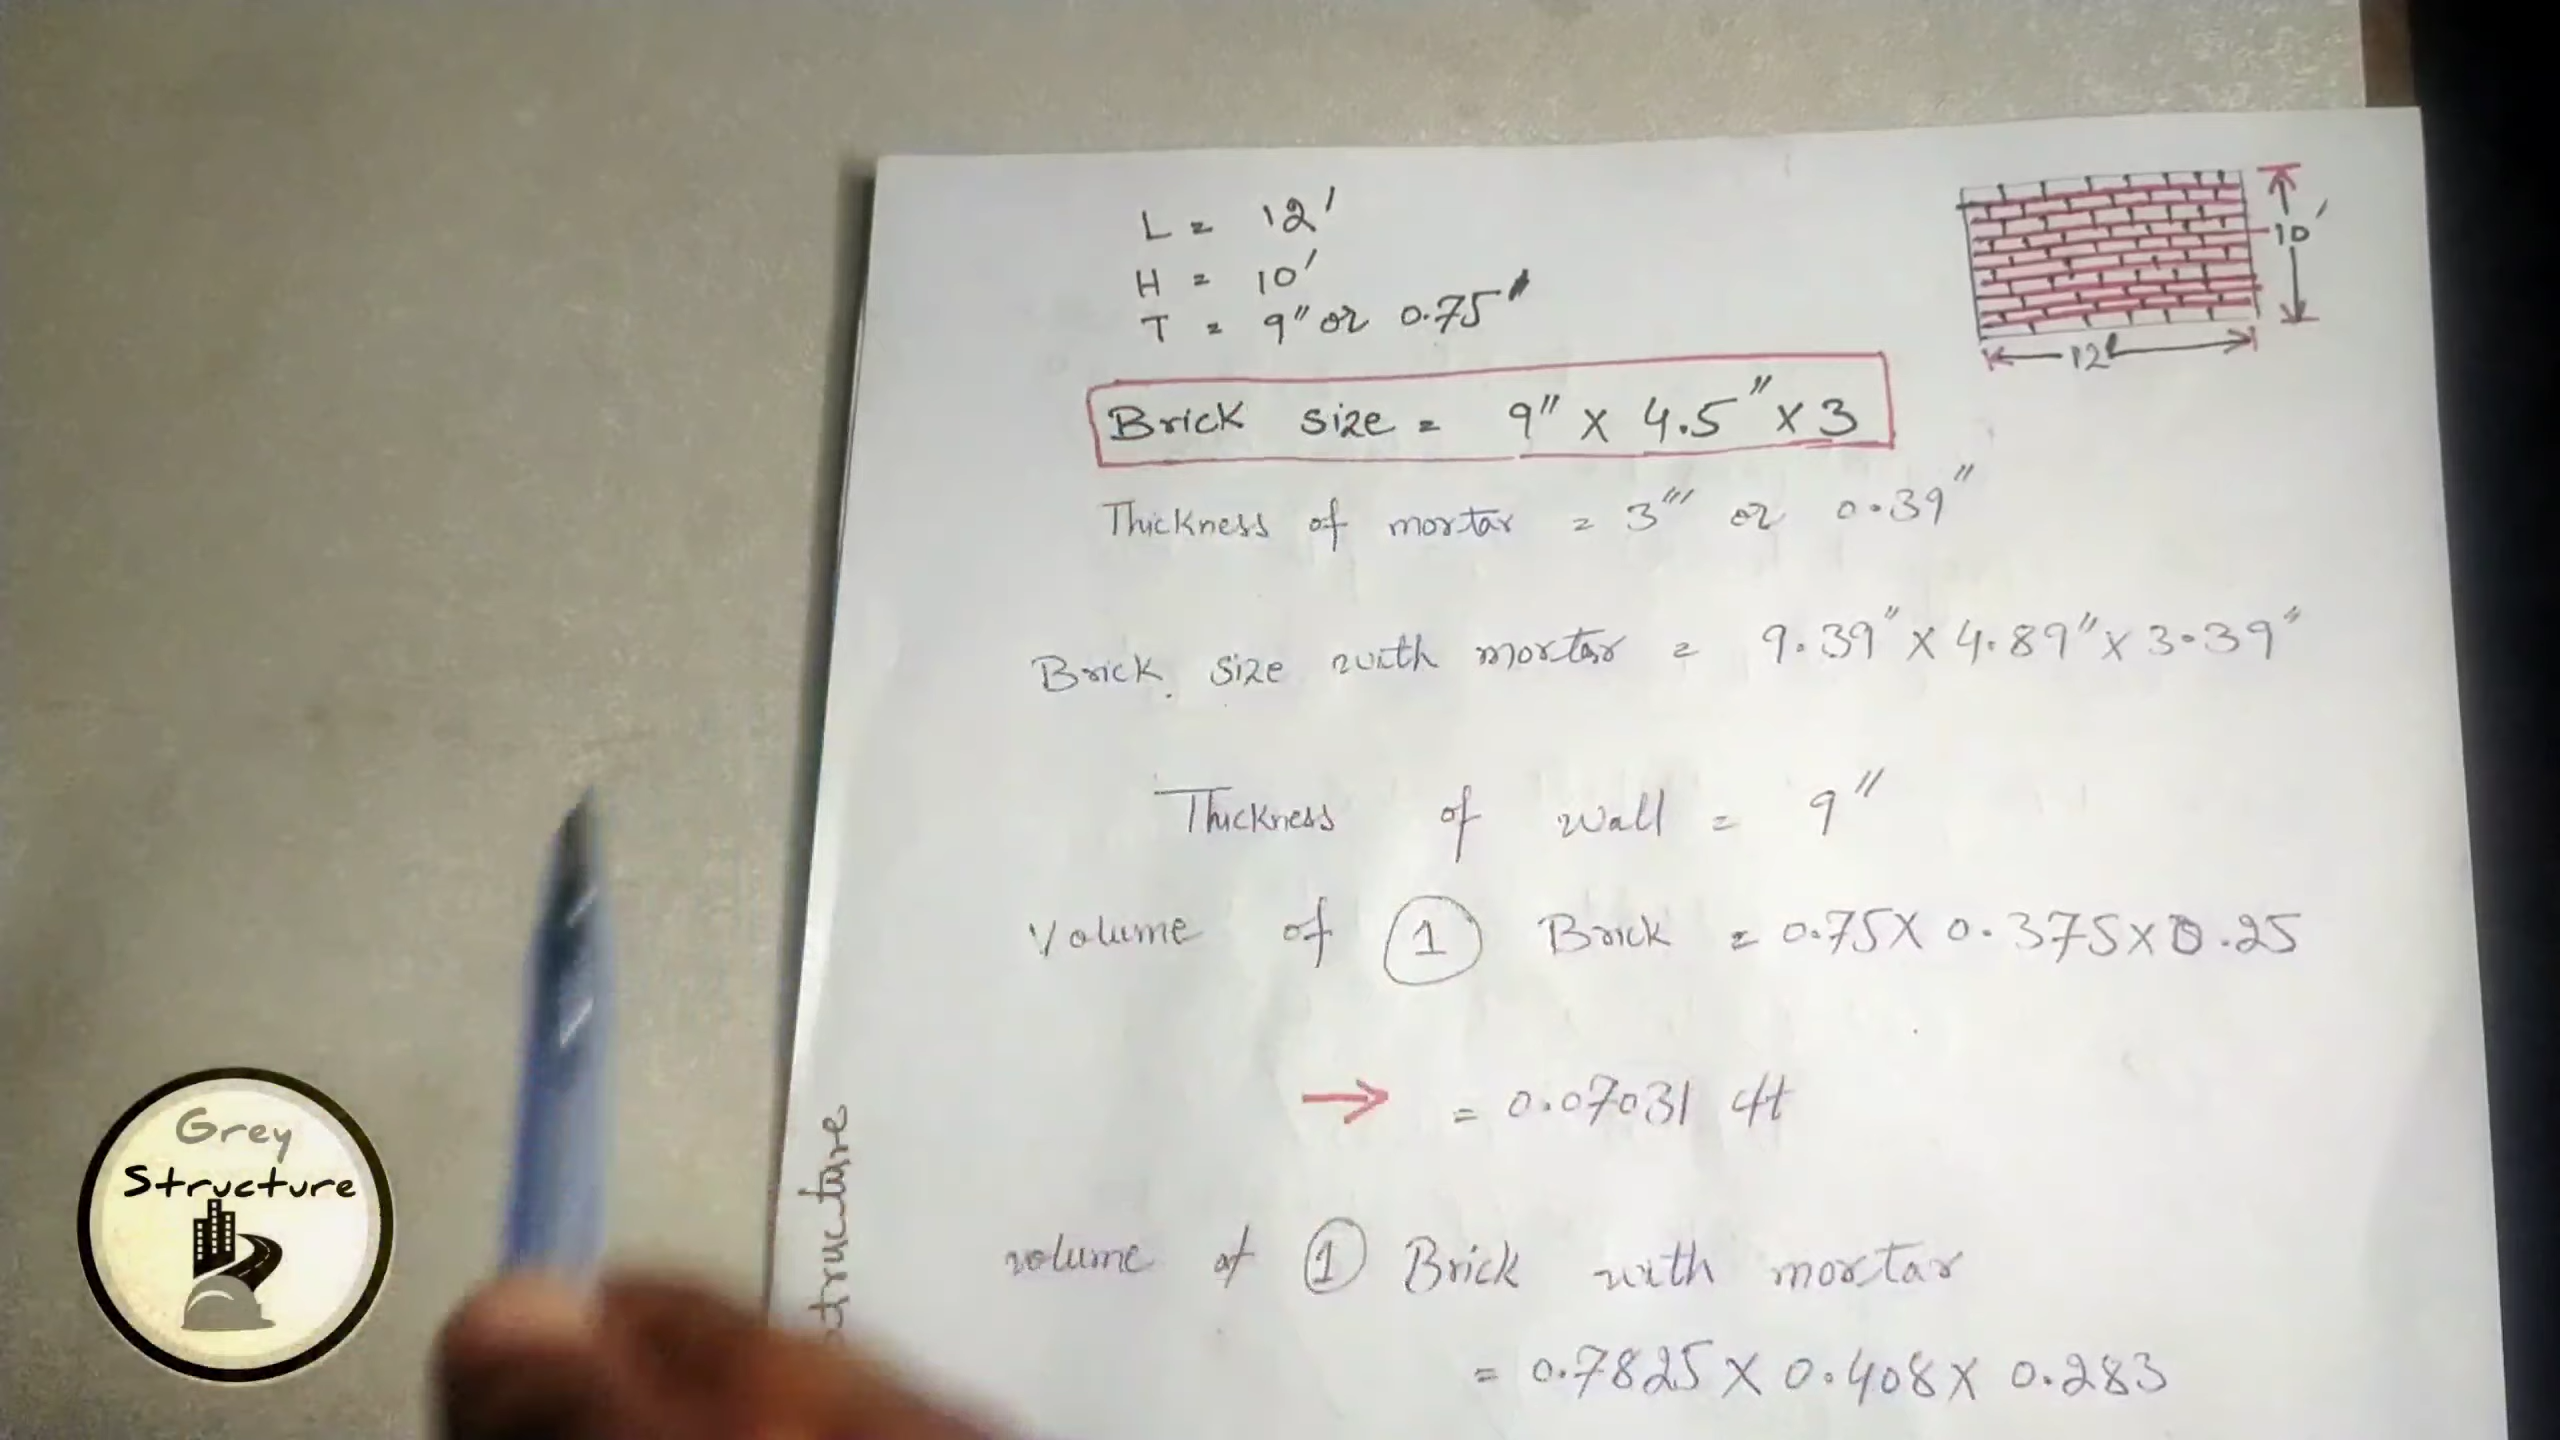 L = 12'
H = 10'
T = 9" or 0.75'
10'
12'
Brick size = 9" x 4.5" x 3
Thickness of mortar = 3''' or 0.39"
Brick size with mortar = 9.39" x 4.89" x 3.39"
Thickness of wall = 9"
Volume of 1 Brick = 0.75 x 0.375 x 0.25
→ = 0.07031 cft
volume of 1 Brick with mortar
= 0.7825 x 0.408 x 0.283
structure
Grey
Structure